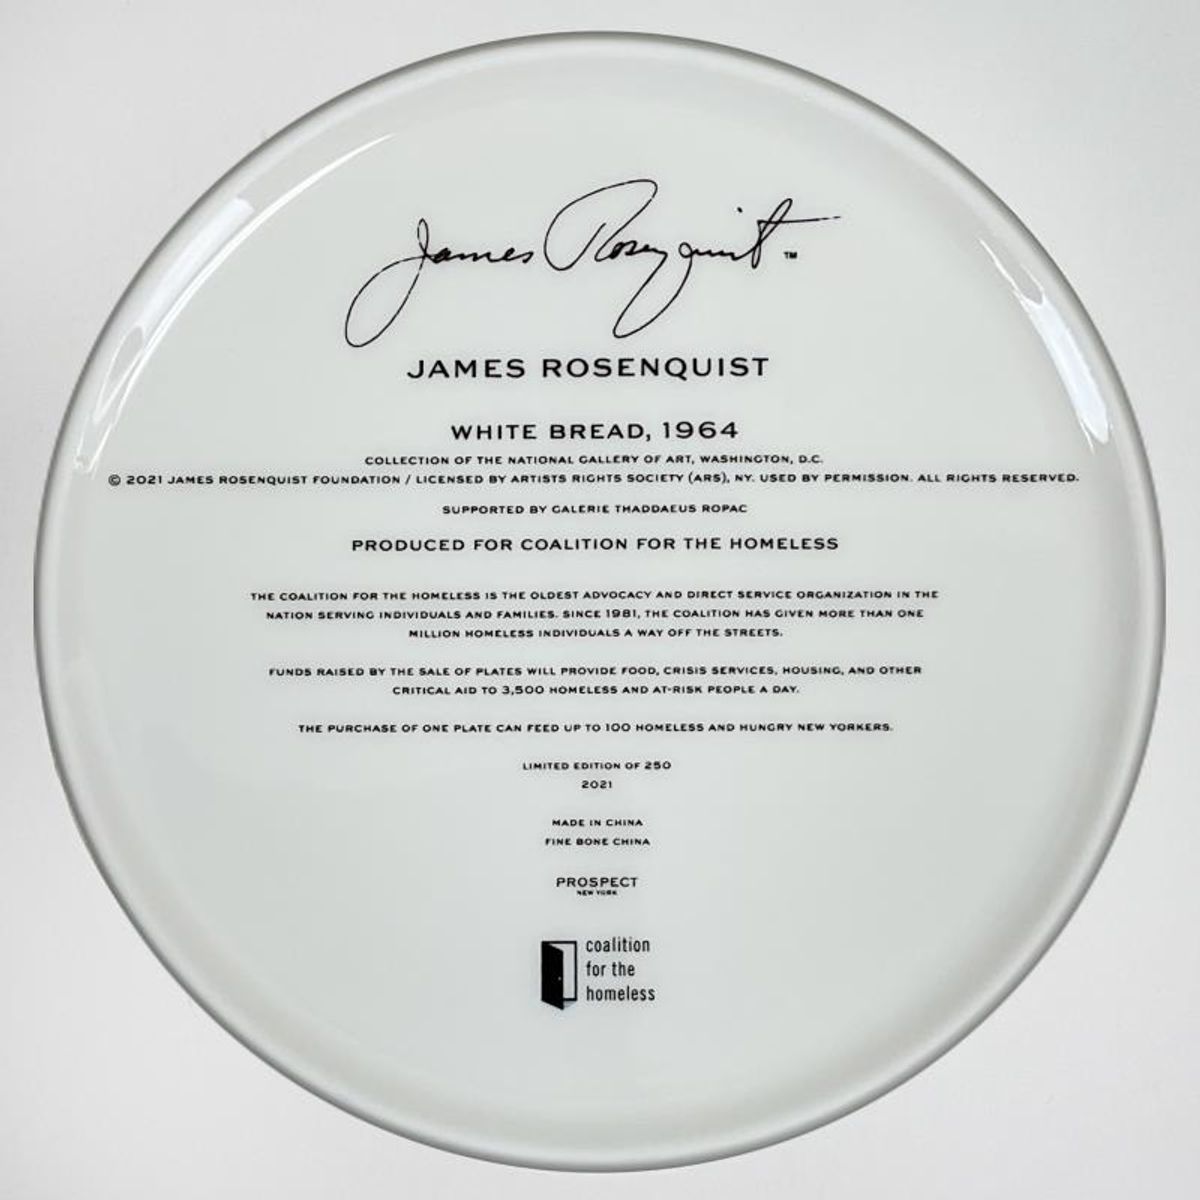 James Rosenquist ™
JAMES ROSENQUIST
WHITE BREAD, 1964
COLLECTION OF THE NATIONAL GALLERY OF ART, WASHINGTON, D.C.
© 2021 JAMES ROSENQUIST FOUNDATION / LICENSED BY ARTISTS RIGHTS SOCIETY (ARS), NY. USED BY PERMISSION. ALL RIGHTS RESERVED.
SUPPORTED BY GALERIE THADDAEUS ROPAC
PRODUCED FOR COALITION FOR THE HOMELESS
THE COALITION FOR THE HOMELESS IS THE OLDEST ADVOCACY AND DIRECT SERVICE ORGANIZATION IN THE
NATION SERVING INDIVIDUALS AND FAMILIES. SINCE 1981, THE COALITION HAS GIVEN MORE THAN ONE
MILLION HOMELESS INDIVIDUALS A WAY OFF THE STREETS.
FUNDS RAISED BY THE SALE OF PLATES WILL PROVIDE FOOD, CRISIS SERVICES, HOUSING, AND OTHER
CRITICAL AID TO 3,500 HOMELESS AND AT-RISK PEOPLE A DAY.
THE PURCHASE OF ONE PLATE CAN FEED UP TO 100 HOMELESS AND HUNGRY NEW YORKERS.
LIMITED EDITION OF 250
2021
MADE IN CHINA
FINE BONE CHINA
PROSPECT
NEW YORK
coalition
for the
homeless